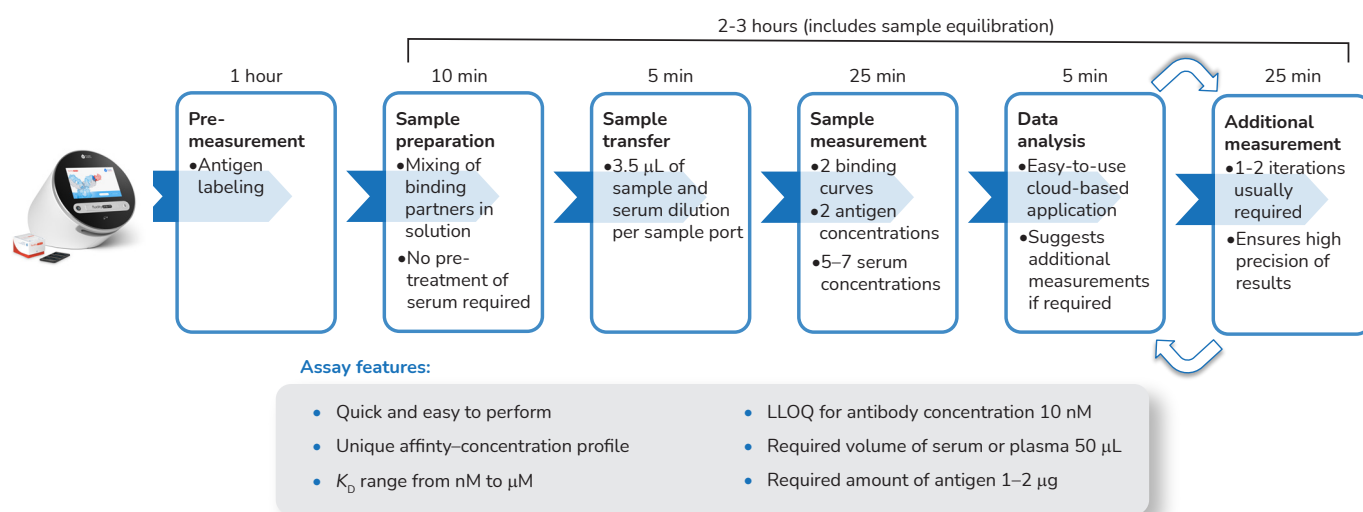 2-3 hours (includes sample equilibration)
1 hour
10 min
5 min
25 min
5 min
25 min
Pre-
measurement
•Antigen
labeling
Sample
preparation
•Mixing of
binding
partners in
solution
•No pre-
treatment of
serum required
Sample
transfer
•3.5 µL of
sample and
serum dilution
per sample port
Sample
measurement
•2 binding
curves
•2 antigen
concentrations
•5–7 serum
concentrations
Data
analysis
•Easy-to-use
cloud-based
application
•Suggests
additional
measurements
if required
Additional
measurement
•1-2 iterations
usually
required
•Ensures high
precision of
results
Assay features:
• Quick and easy to perform
• Unique affinty–concentration profile
• KD range from nM to µM
• LLOQ for antibody concentration 10 nM
• Required volume of serum or plasma 50 µL
• Required amount of antigen 1–2 µg